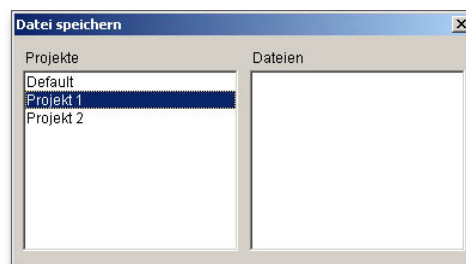 Datei speichern
Projekte Dateien
Default
Projekt 1
Projekt 2